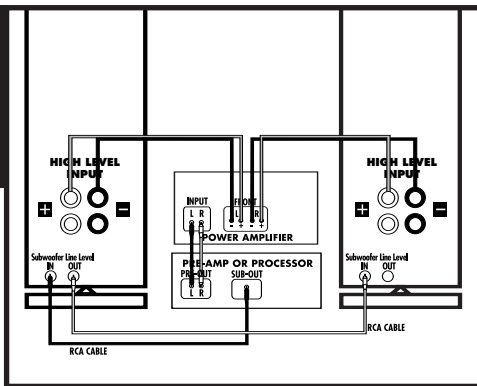 HIGH LEVEL
INPUT
+ -
Subwoofer Line Level
IN OUT
INPUT
L R
FRONT
L R
- + - +
POWER AMPLIFIER
PRE-AMP OR PROCESSOR
PRE-OUT SUB-OUT
L R
HIGH LEVEL
INPUT
+ -
Subwoofer Line Level
IN OUT
RCA CABLE
RCA CABLE